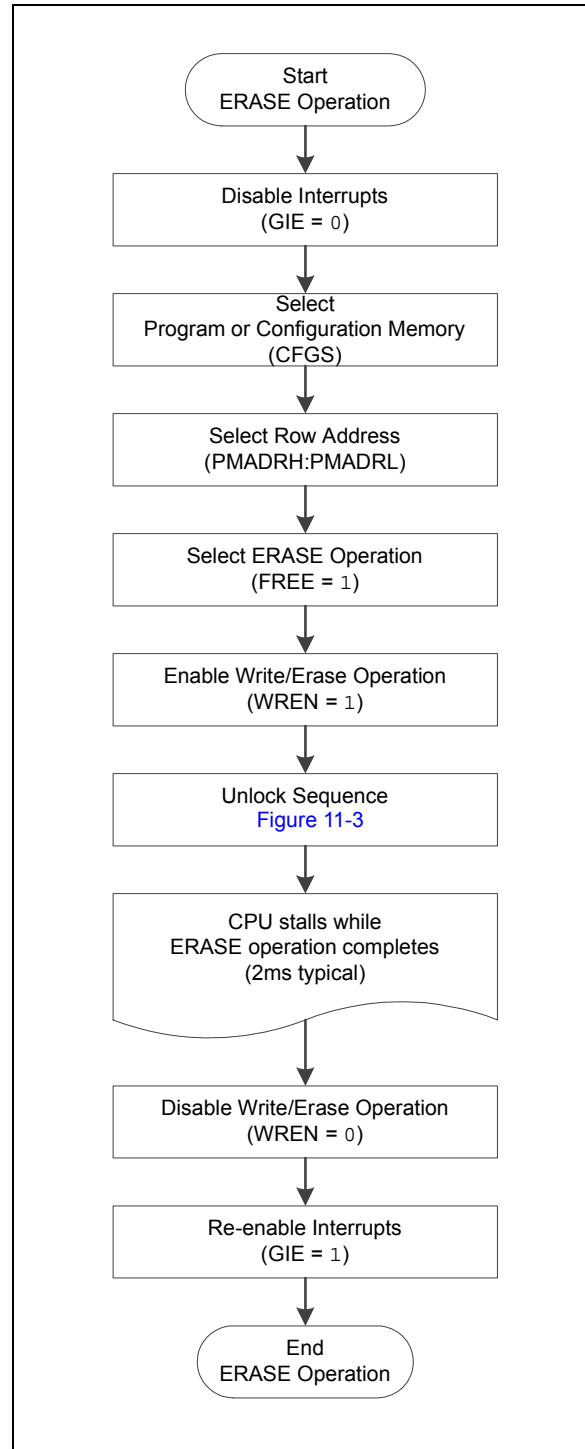 Start
ERASE Operation
Disable Interrupts
(GIE = 0)
Select
Program or Configuration Memory
(CFGS)
Select Row Address
(PMADRH:PMADRL)
Select ERASE Operation
(FREE = 1)
Enable Write/Erase Operation
(WREN = 1)
Unlock Sequence
Figure 11-3
CPU stalls while
ERASE operation completes
(2ms typical)
Disable Write/Erase Operation
(WREN = 0)
Re-enable Interrupts
(GIE = 1)
End
ERASE Operation